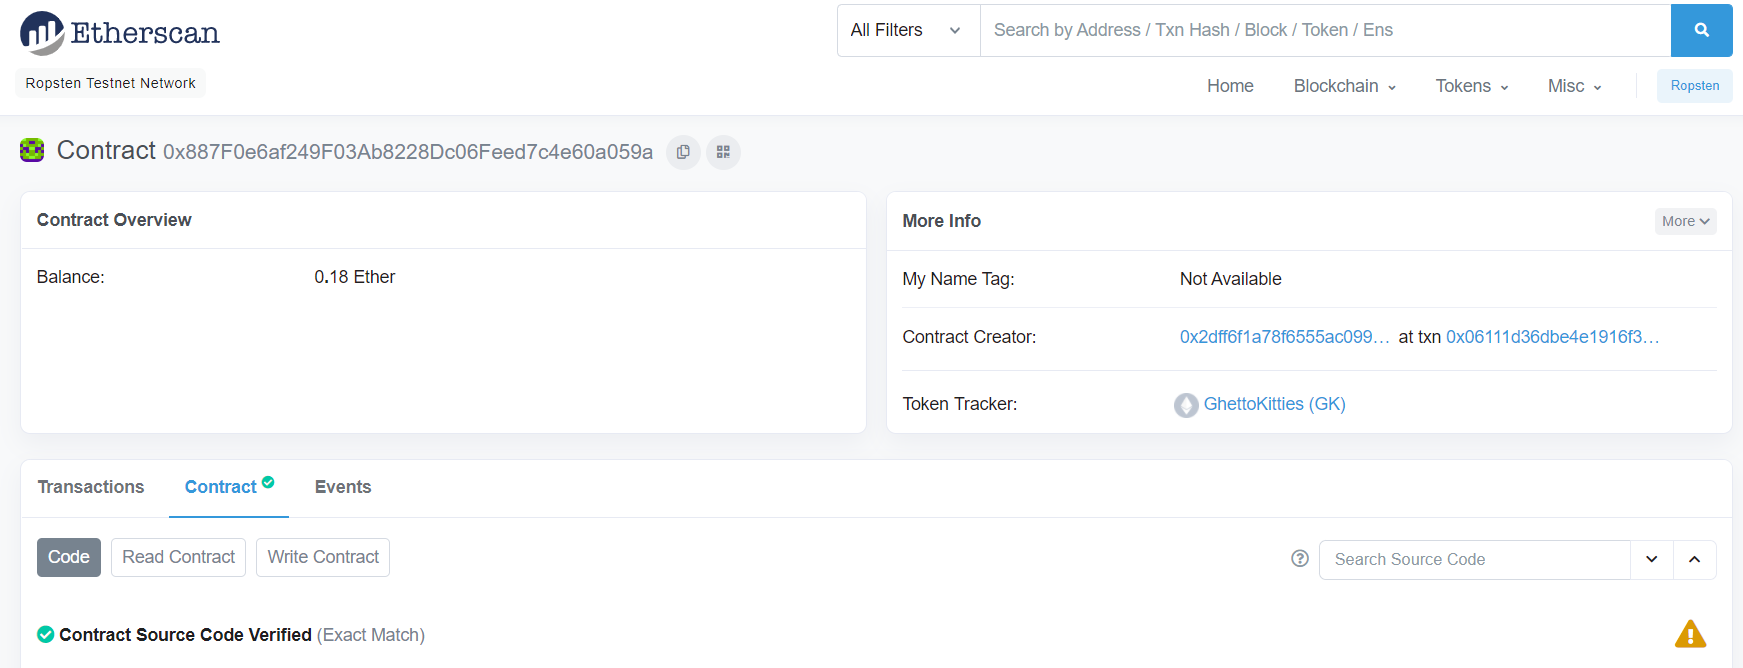 Etherscan
All Filters
Search by Address / Txn Hash / Block / Token / Ens
Ropsten Testnet Network
Home Blockchain Tokens Misc Ropsten
Contract 0x887F0e6af249F03Ab8228Dc06Feed7c4e60a059a
Contract Overview
Balance: 0.18 Ether
More Info
More
My Name Tag: Not Available
Contract Creator: 0x2dff6f1a78f6555ac099... at txn 0x06111d36dbe4e1916f3...
Token Tracker: GhettoKitties (GK)
Transactions Contract Events
Code Read Contract Write Contract
Search Source Code
Contract Source Code Verified (Exact Match)